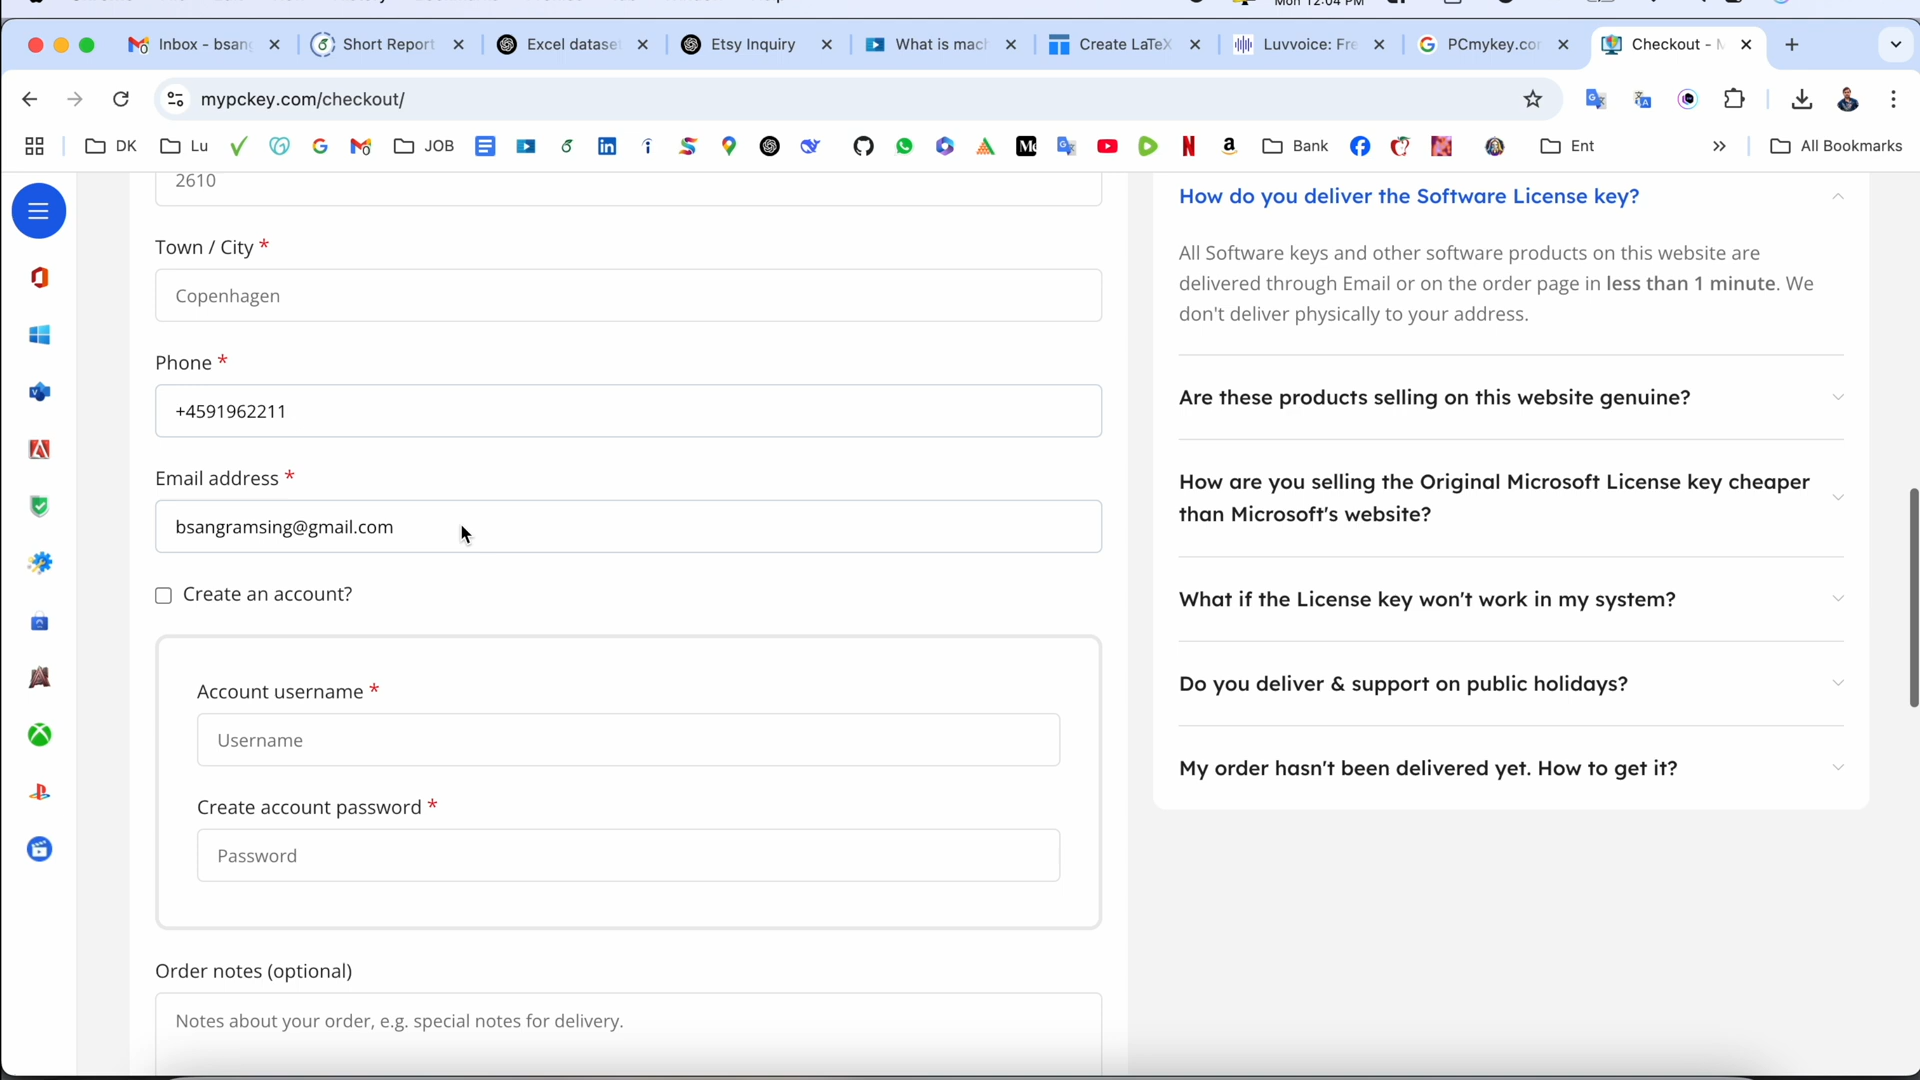 Mon 12:04 PM
Inbox - bsan
Short Report
Excel datase
Etsy Inquiry
What is mac
Create LaTeX
Luvvoice: Fre
PCmykey.co
Checkout - M
mypckey.com/checkout/
DK
Lu
JOB
Bank
Ent
All Bookmarks
2610
Town / City *
Copenhagen
Phone *
+4591962211
Email address *
bsangramsing@gmail.com
Create an account?
Account username *
Username
Create account password *
Password
Order notes (optional)
Notes about your order, e.g. special notes for delivery.
How do you deliver the Software License key?
All Software keys and other software products on this website are
delivered through Email or on the order page in less than 1 minute. We
don't deliver physically to your address.
Are these products selling on this website genuine?
How are you selling the Original Microsoft License key cheaper
than Microsoft's website?
What if the License key won't work in my system?
Do you deliver & support on public holidays?
My order hasn't been delivered yet. How to get it?